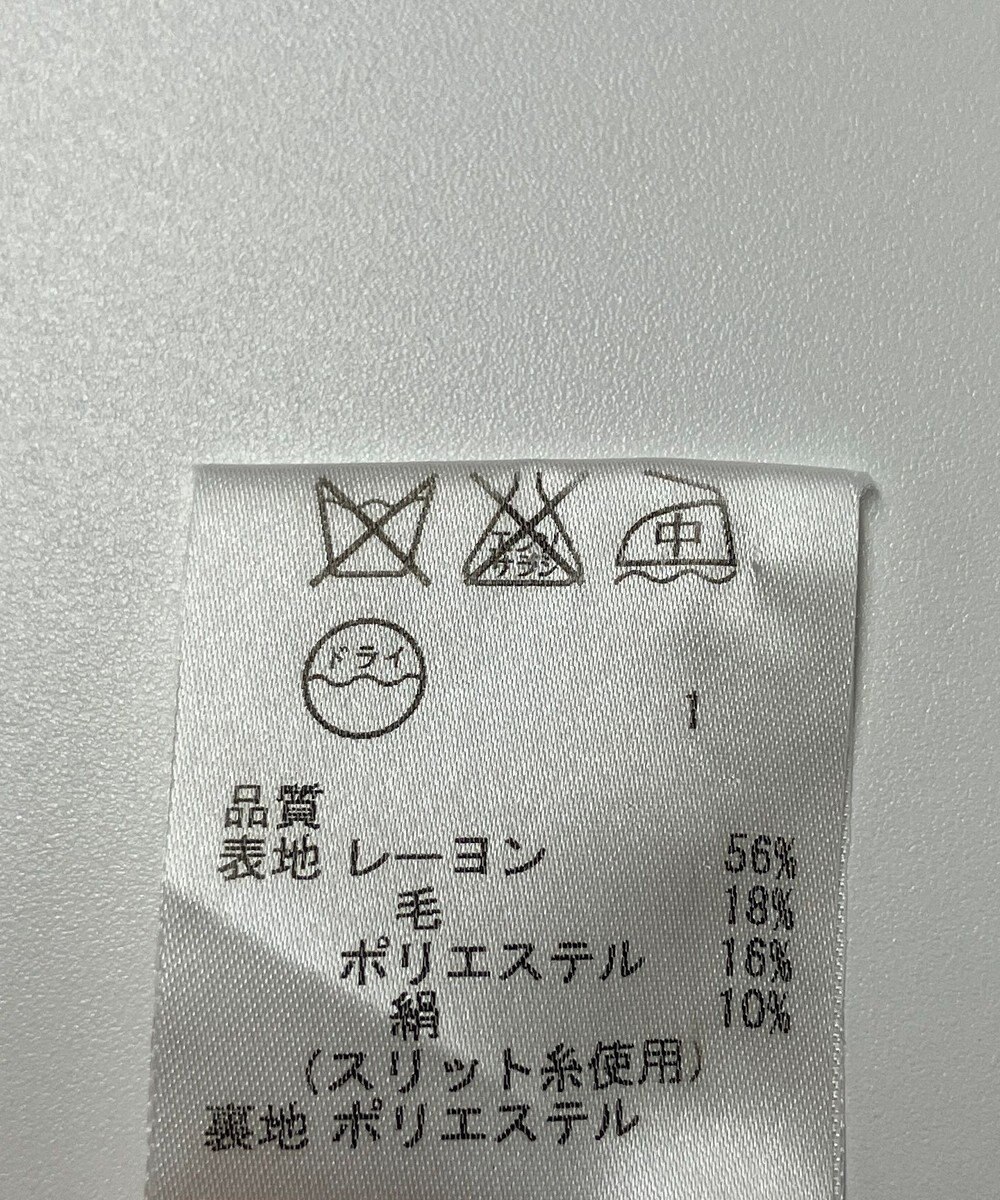 エンソ
サラシ
中
ドライ
1
品質
表地 レーヨン 56%
毛 18%
ポリエステル 16%
絹 10%
(スリット糸使用)
裏地 ポリエステル